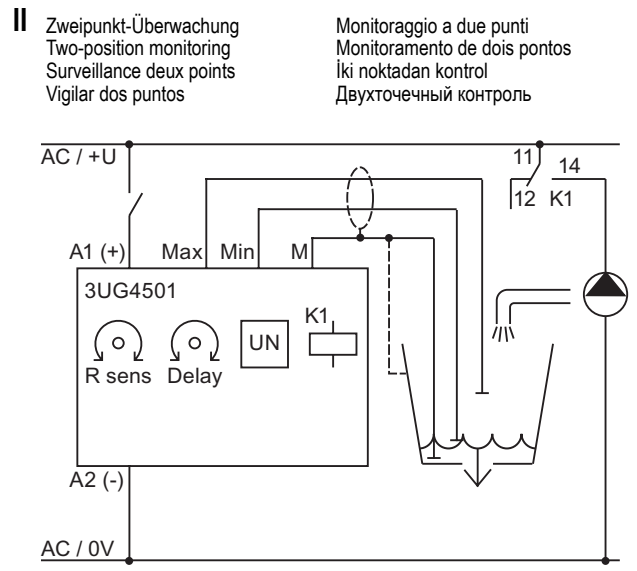 II
Zweipunkt-Überwachung
Two-position monitoring
Surveillance deux points
Vigilar dos puntos
Monitoraggio a due punti
Monitoramento de dois pontos
İki noktadan kontrol
Двухточечный контроль
AC / +U
11
14
12
K1
A1 (+)
Max
Min
M
3UG4501
K1
UN
R sens
Delay
A2 (-)
AC / 0V